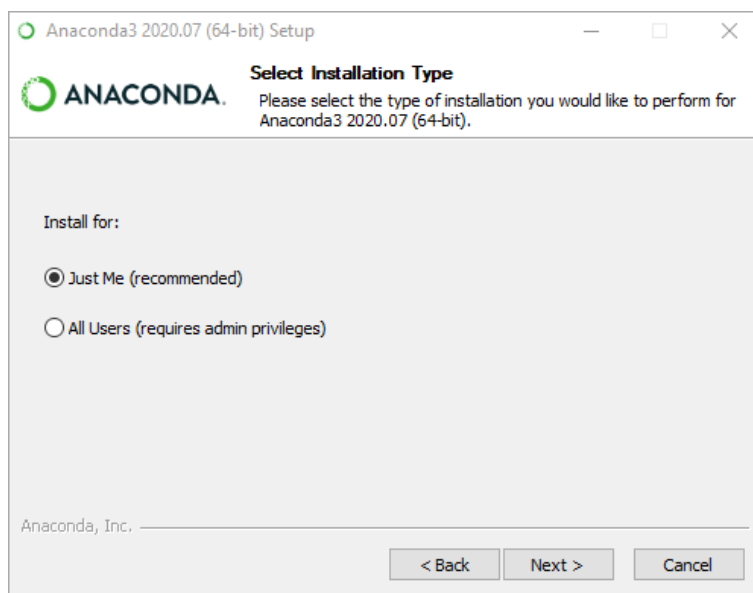 Anaconda3 2020.07 (64-bit) Setup
ANACONDA.
Select Installation Type
Please select the type of installation you would like to perform for
Anaconda3 2020.07 (64-bit).
Install for:
Just Me (recommended)
All Users (requires admin privileges)
Anaconda, Inc.
< Back Next > Cancel